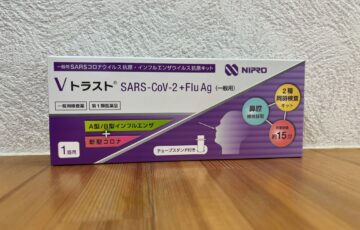 一般用SARSコロナウイルス抗原・インフルエンザウイルス抗原キット
NIPRO
Vトラスト® SARS-CoV-2+Flu Ag (一般用)
一般用検査薬 第1類医薬品
2種
同時検査
キット
鼻腔
検体採取
約15分
A型/B型インフルエンザ
+
新型コロナ
1回用
チューブスタンド付き